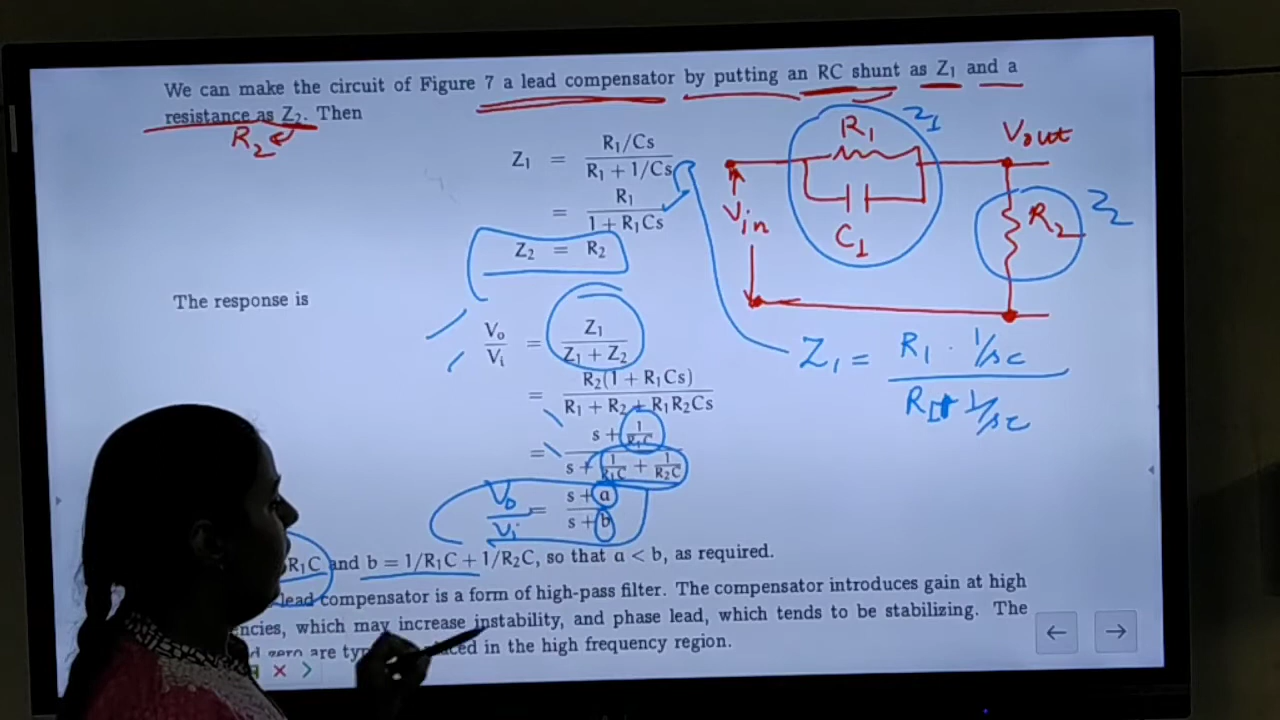 We can make the circuit of Figure 7 a lead compensator by putting an RC shunt as Z₁ and a
resistance as Z₂. Then
R₂
Z₁ = R₁/Cs / R₁ + 1/Cs
= R₁ / 1 + R₁Cs
Z₂ = R₂
R₁
Z₁
C₁
Vin
Vout
R₂
Z₂
Z₁ = R₁ · 1/sc / R₁ + 1/sc
The response is
V₀/Vᵢ = Z₁ / Z₁ + Z₂
= R₂(1 + R₁Cs) / R₁ + R₂ + R₁R₂Cs
= s + 1/R₁C / s + 1/R₁C + 1/R₂C
V₀/Vᵢ = s + a / s + b
R₁C and b = 1/R₁C + 1/R₂C, so that a < b, as required.
lead compensator is a form of high-pass filter. The compensator introduces gain at high
ncies, which may increase instability, and phase lead, which tends to be stabilizing. The
zero are in the high frequency region.